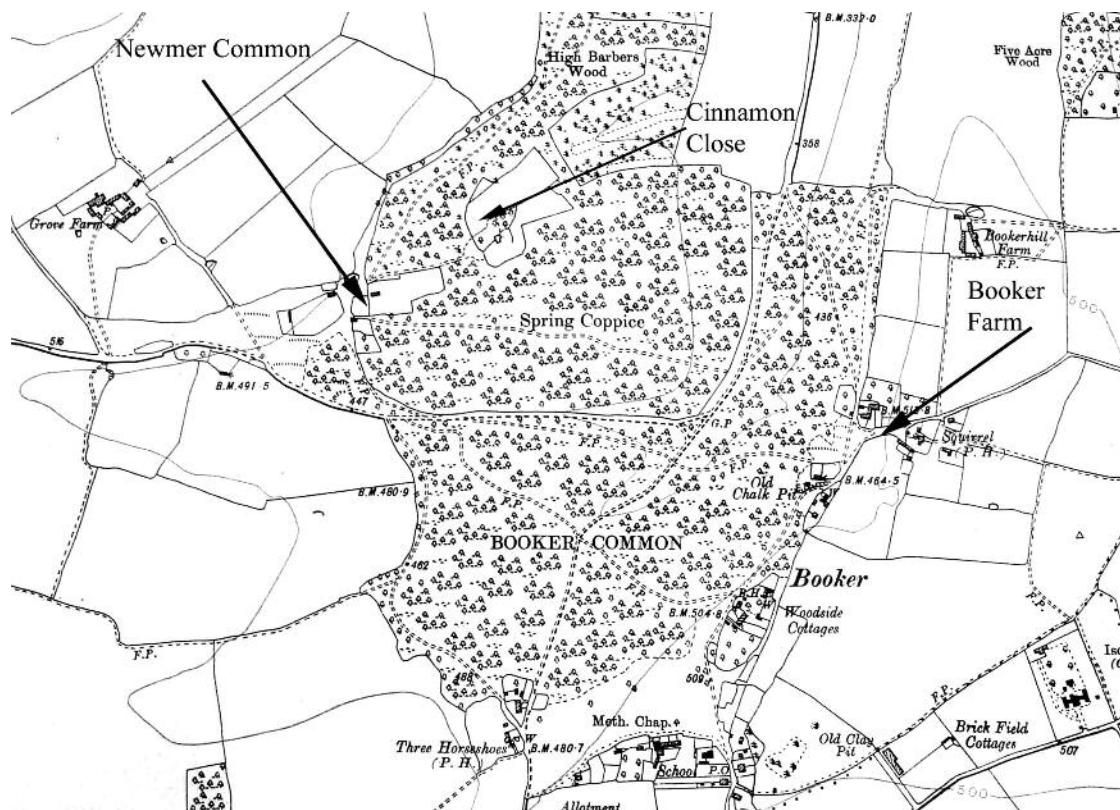 B.M.332.0
Newmer Common
High Barbers
Wood
Five Acre
Wood
Cinnamon
Close
358
F.P.
Grove Farm
F.P.
Bookerhill
Farm
F.P.
Booker
Farm
500
Spring Coppice
436
516
B.M.491.5
447
G.P.
F.P.
F.P.
Squirrel
(P.H.)
Old
Chalk Pit
B.M.464.5
B.M.480.9
F.P.
BOOKER COMMON
462
F.P.
Booker
B.H.
B.M.504.8
W
Woodside
Cottages
F.P.
F.P.
488
509
F.P.
Meth. Chap.
Three Horseshoes
(P.H.)
W
B.M.480.7
Old Clay
Pit
Brick Field
Cottages
507
School
P.O.
500
Allotment